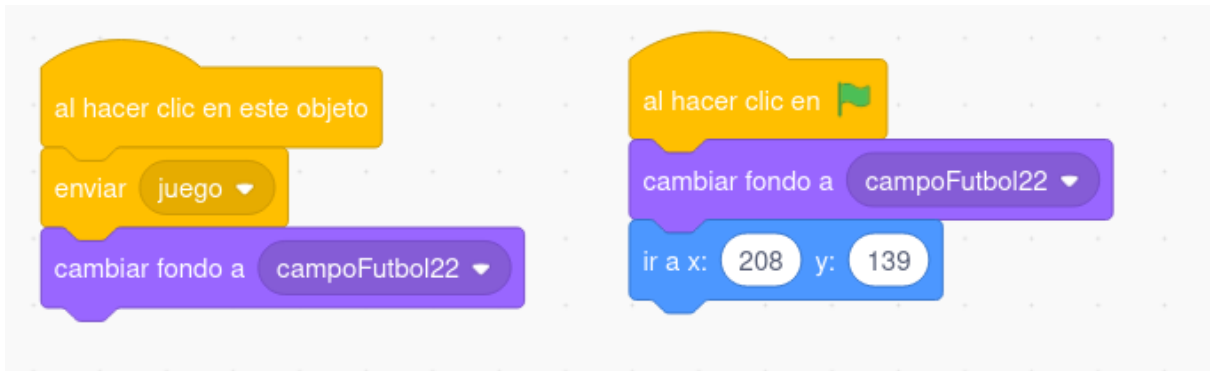 al hacer clic en este objeto
enviar juego
cambiar fondo a campoFutbol22
al hacer clic en
cambiar fondo a campoFutbol22
ir a x: 208 y: 139